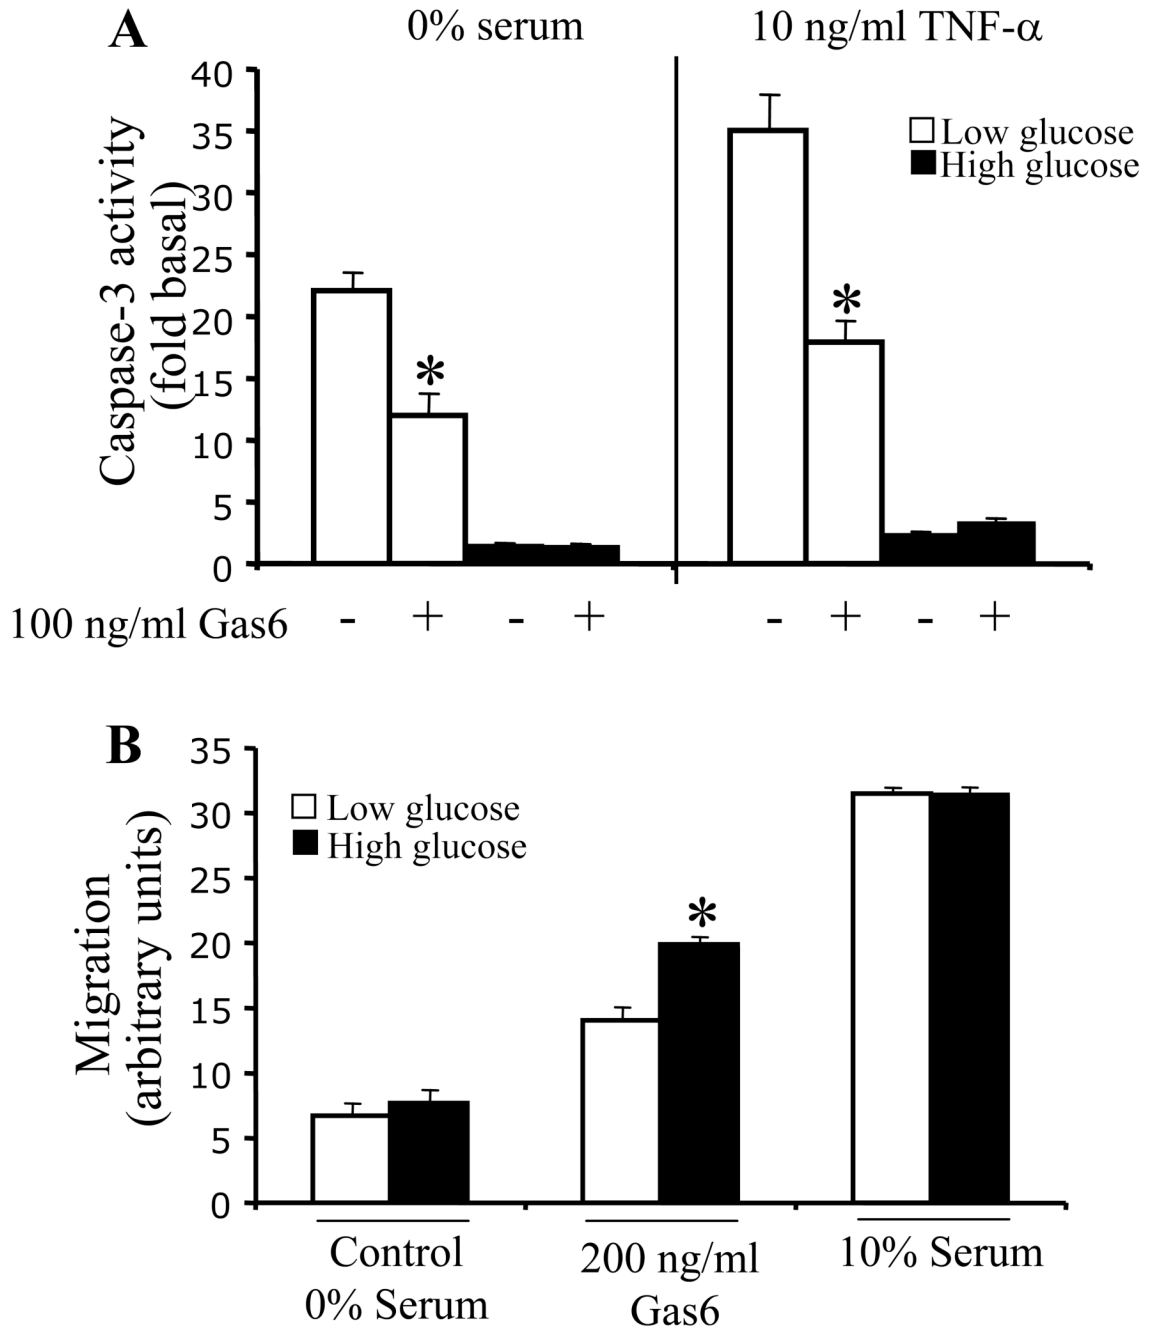 A
0% serum
10 ng/ml TNF-α
Caspase-3 activity
(fold basal)
40
35
30
25
20
15
10
5
0
Low glucose
High glucose
*
*
100 ng/ml Gas6 - + - + - + - +
B
Migration
(arbitrary units)
35
30
25
20
15
10
5
0
Low glucose
High glucose
*
Control
0% Serum
200 ng/ml
Gas6
10% Serum